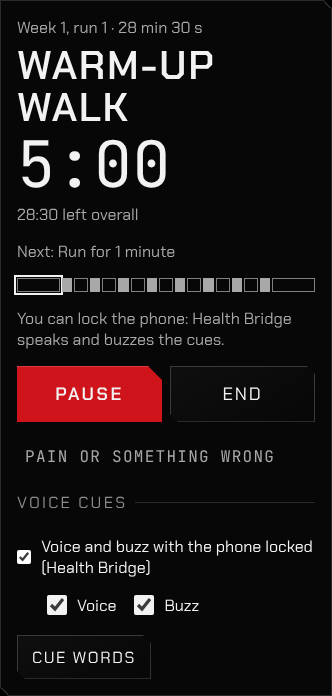 Week 1, run 1 · 28 min 30 s
WARM-UP
WALK
5:00
28:30 left overall
Next: Run for 1 minute
You can lock the phone: Health Bridge
speaks and buzzes the cues.
PAUSE
END
PAIN OR SOMETHING WRONG
VOICE CUES
Voice and buzz with the phone locked
(Health Bridge)
Voice
Buzz
CUE WORDS